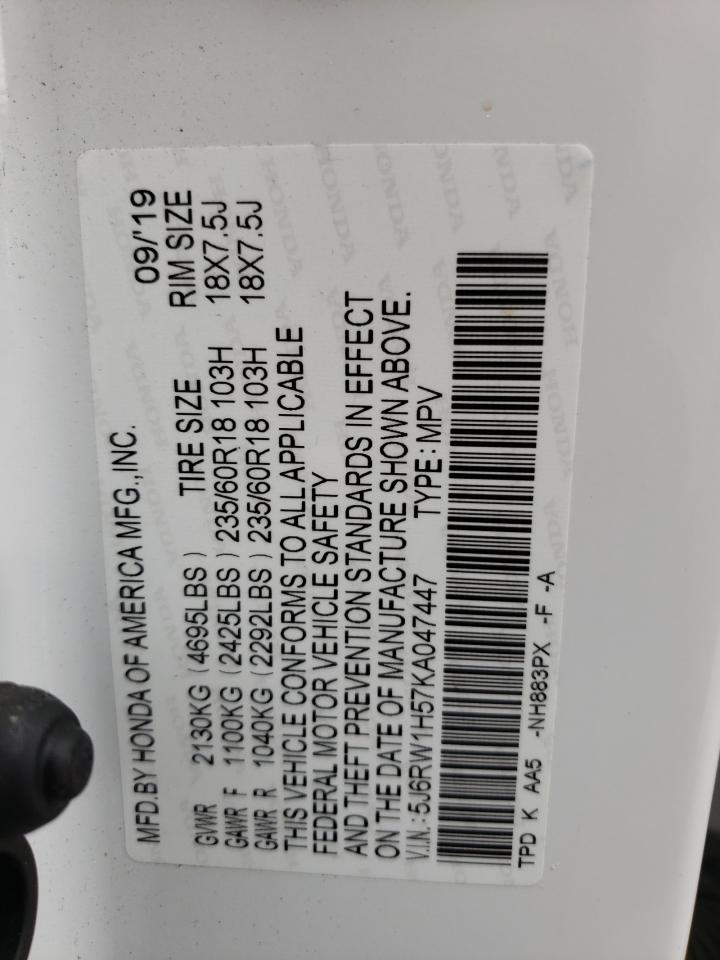 MFD.BY HONDA OF AMERICA MFG.,INC. 09/'19
GVWR 2130KG (4695LBS) TIRE SIZE RIM SIZE
GAWR F 1100KG (2425LBS) 235/60R18 103H 18X7.5J
GAWR R 1040KG (2292LBS) 235/60R18 103H 18X7.5J
THIS VEHICLE CONFORMS TO ALL APPLICABLE
FEDERAL MOTOR VEHICLE SAFETY
AND THEFT PREVENTION STANDARDS IN EFFECT
ON THE DATE OF MANUFACTURE SHOWN ABOVE.
V.I.N.: 5J6RW1H57KA047447 TYPE: MPV
TPD K AA5 -NH883PX -F -A